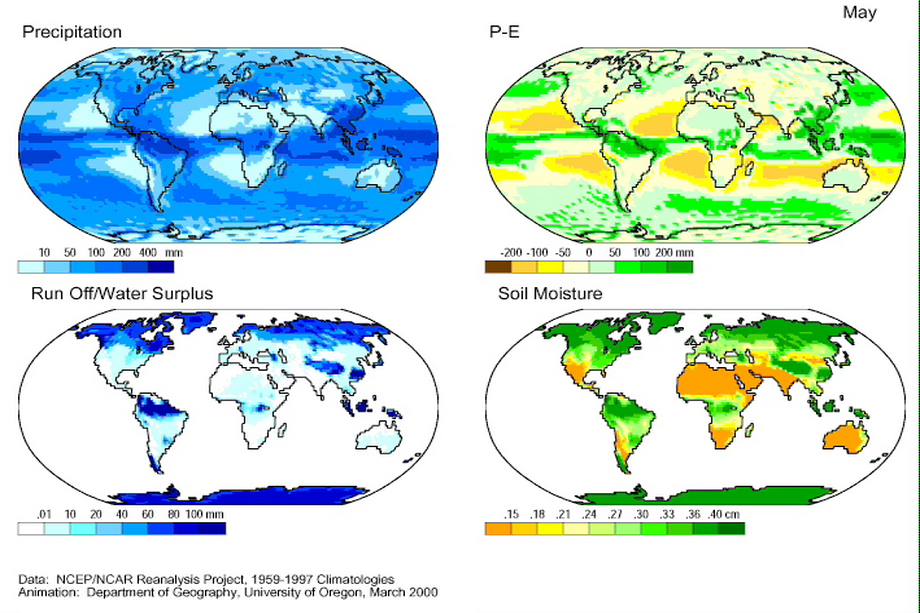 May
Precipitation
P-E
10 50 100 200 400 mm
-200 -100 -50 0 50 100 200 mm
Run Off/Water Surplus
Soil Moisture
.01 10 20 40 60 80 100 mm
.15 .18 .21 .24 .27 .30 .33 .36 .40 cm
Data: NCEP/NCAR Reanalysis Project, 1959-1997 Climatologies
Animation: Department of Geography, University of Oregon, March 2000